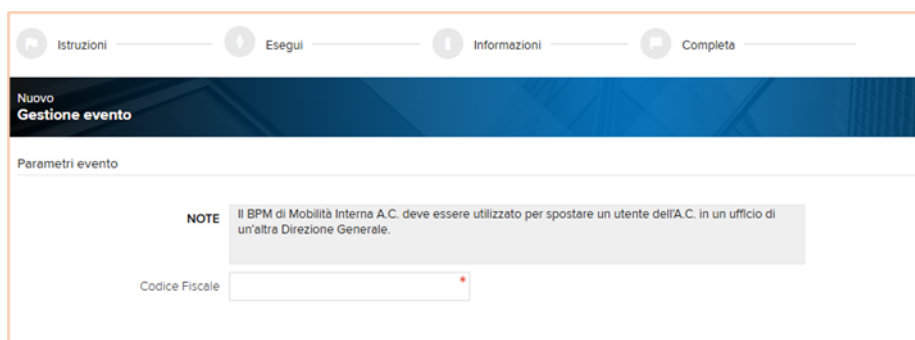 Istruzioni Esegui Informazioni Completa
Nuovo
Gestione evento
Parametri evento
NOTE Il BPM di Mobilità Interna A.C. deve essere utilizzato per spostare un utente dell'A.C. in un ufficio di
un'altra Direzione Generale.
Codice Fiscale *